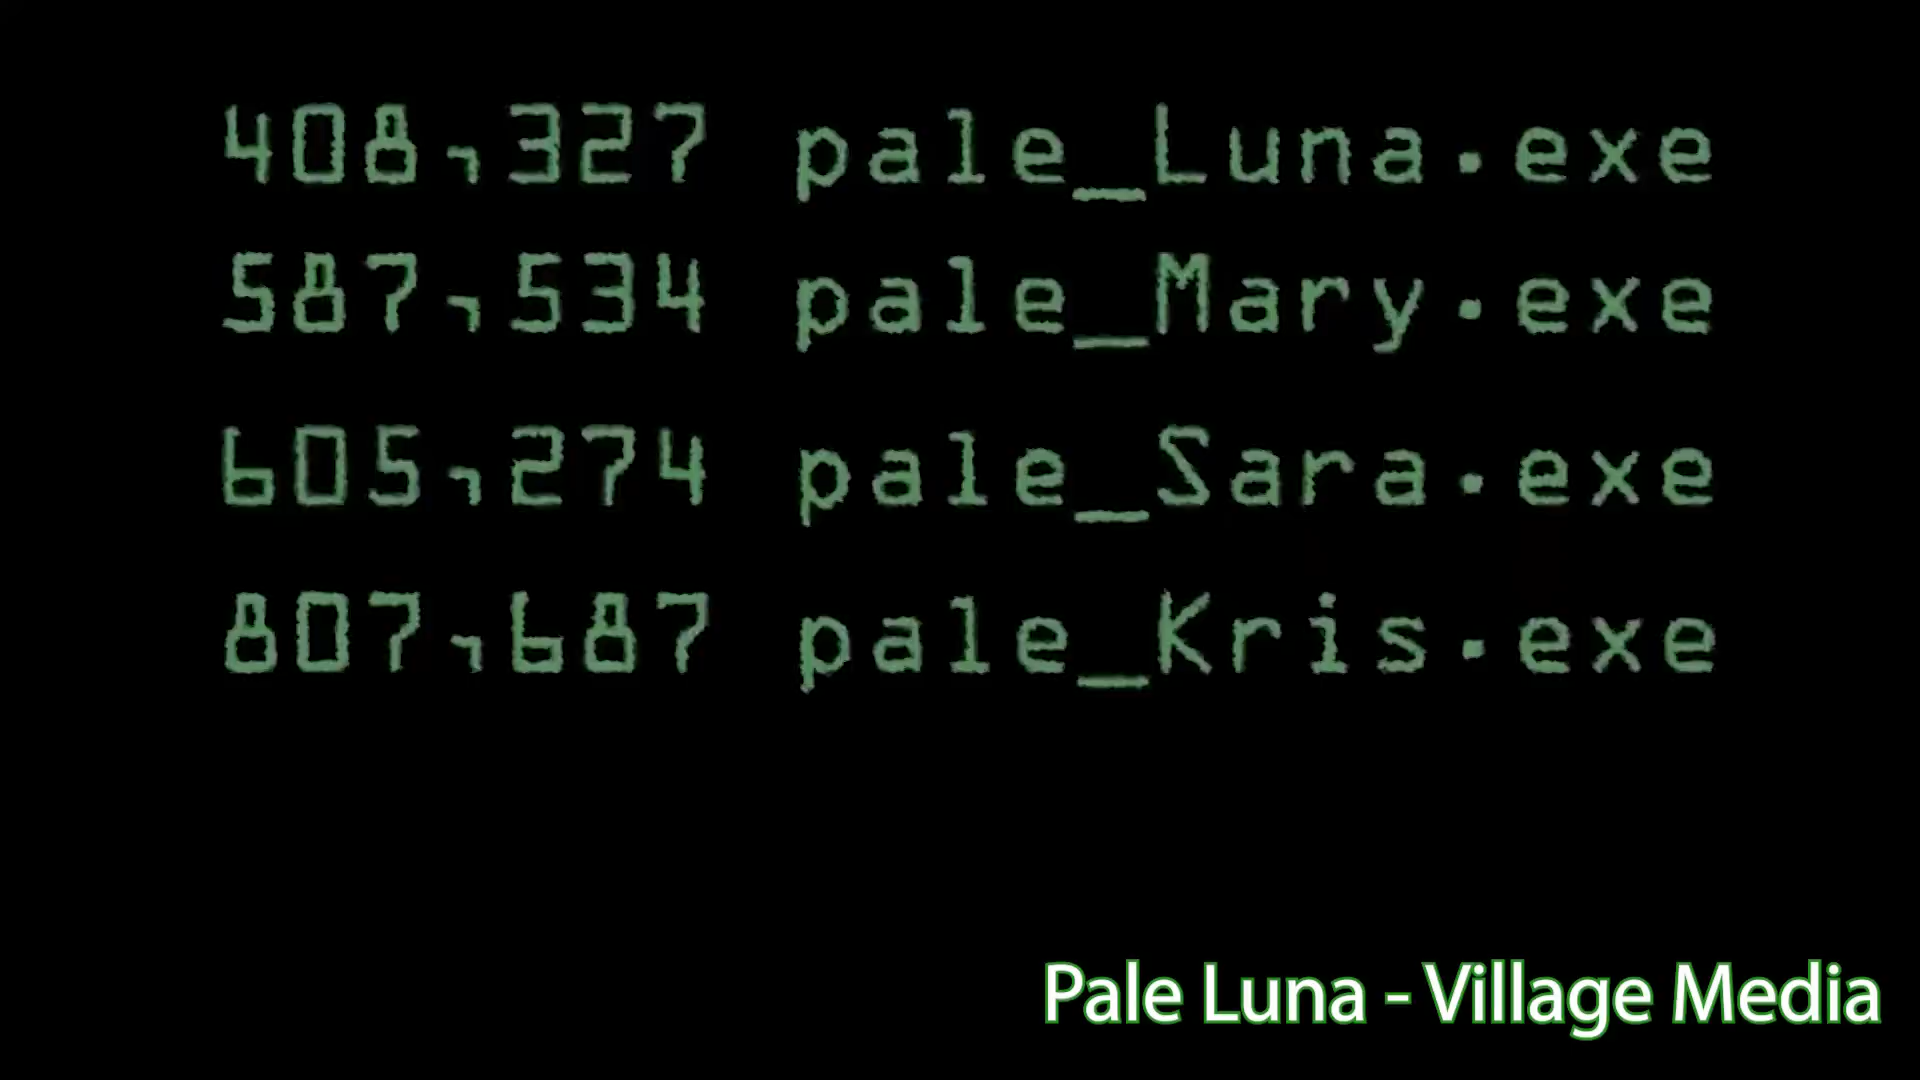 408,327 pale_Luna.exe
587,534 pale_Mary.exe
605,274 pale_Sara.exe
807,687 pale_Kris.exe
Pale Luna - Village Media